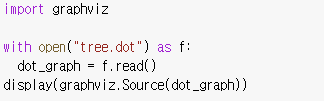 import graphviz

with open("tree.dot") as f:
  dot_graph = f.read()
display(graphviz.Source(dot_graph))